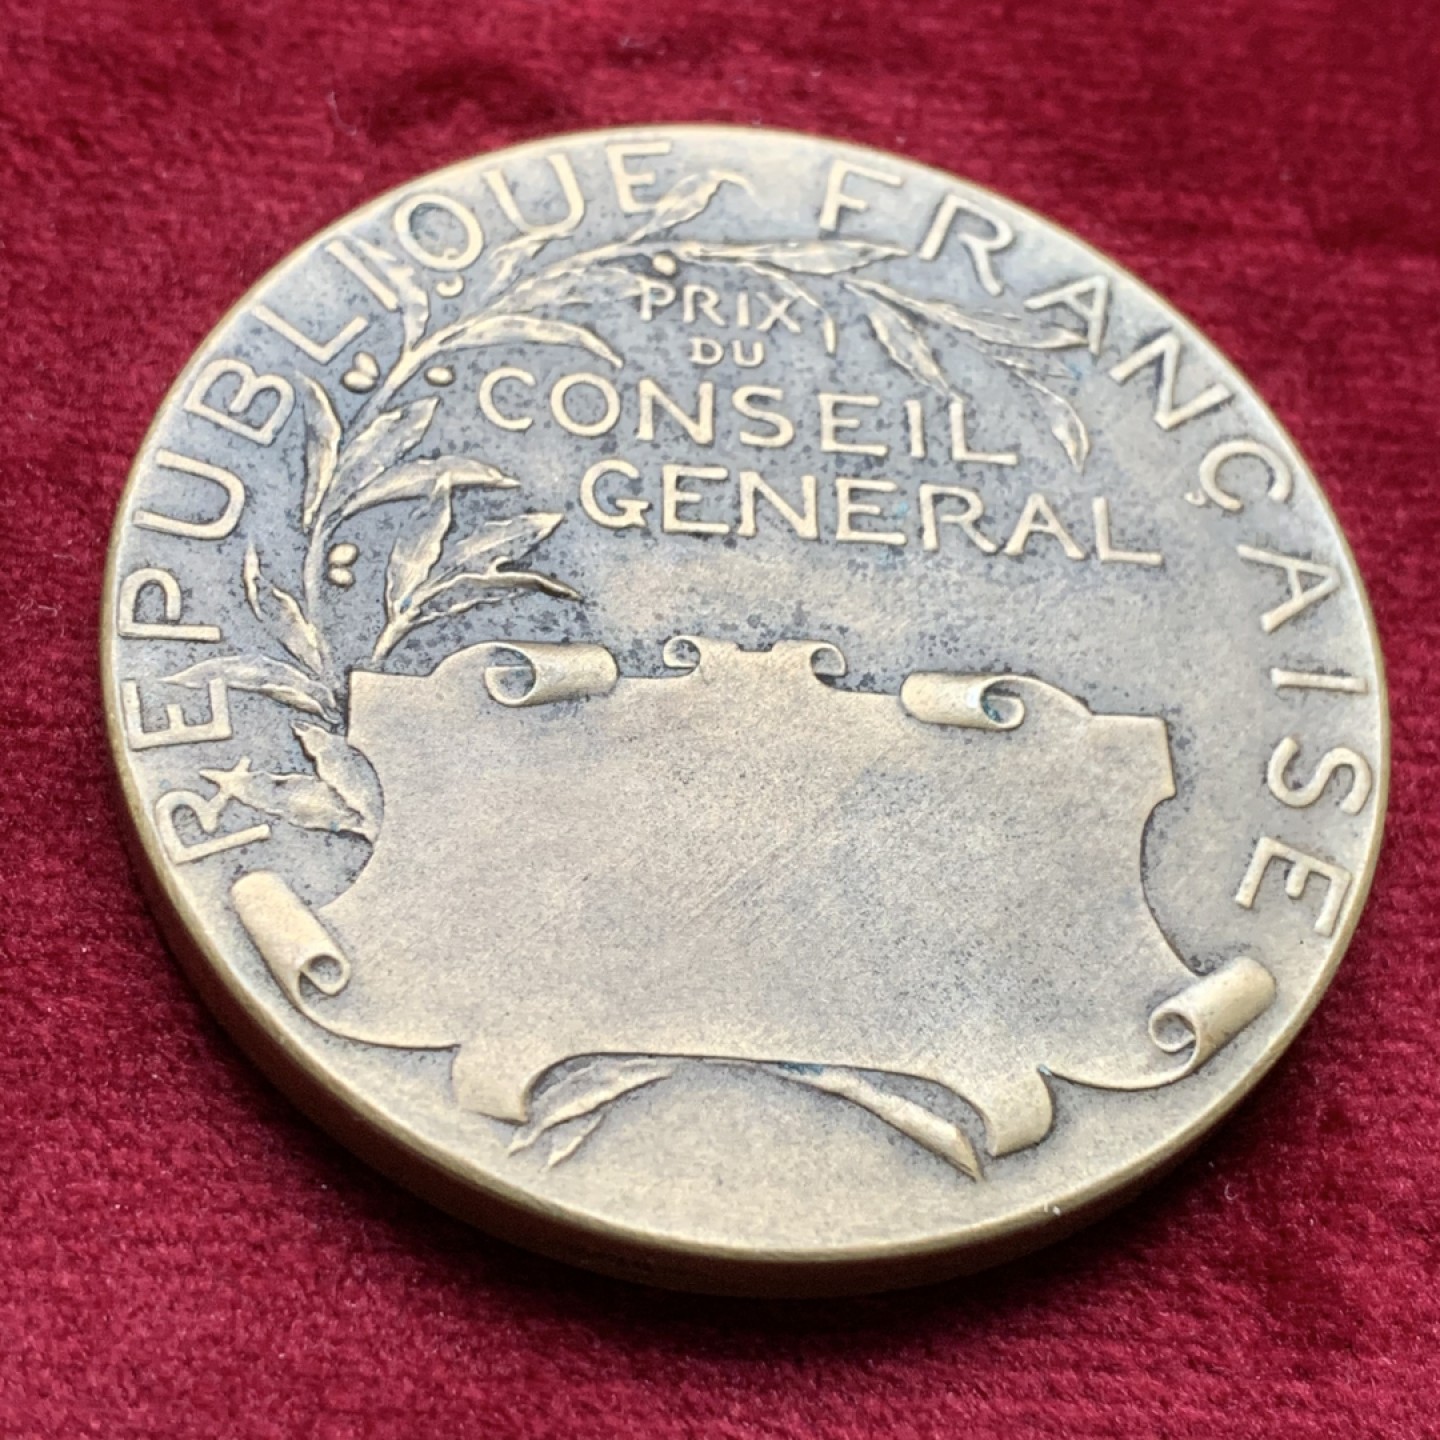 REPUBLIQUE FRANÇAISE
PRIX
DU
CONSEIL
GENERAL